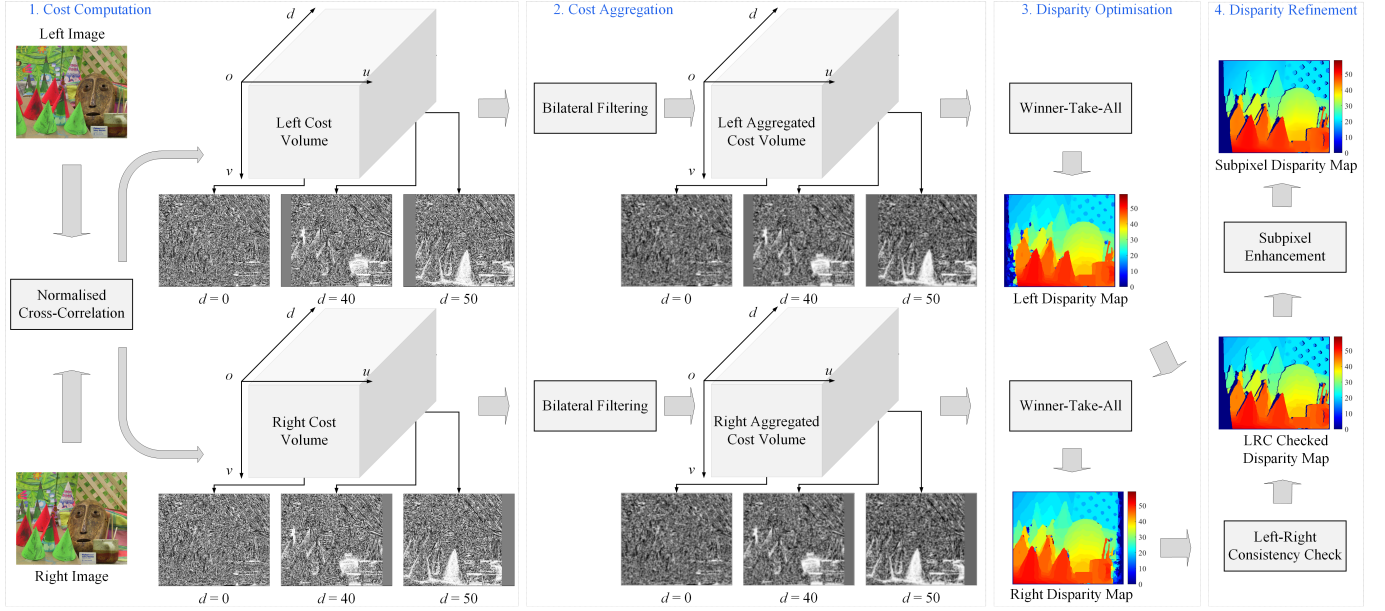 1. Cost Computation
Left Image
Normalised
Cross-Correlation
Right Image
d
o
u
v
Left Cost
Volume
d = 0
d = 40
d = 50
d
o
u
v
Right Cost
Volume
d = 0
d = 40
d = 50
2. Cost Aggregation
Bilateral Filtering
d
o
u
v
Left Aggregated
Cost Volume
d = 0
d = 40
d = 50
Bilateral Filtering
d
o
u
v
Right Aggregated
Cost Volume
d = 0
d = 40
d = 50
3. Disparity Optimisation
Winner-Take-All
50
40
30
20
10
0
Left Disparity Map
Winner-Take-All
50
40
30
20
10
0
Right Disparity Map
4. Disparity Refinement
50
40
30
20
10
0
Subpixel Disparity Map
Subpixel
Enhancement
50
40
30
20
10
0
LRC Checked
Disparity Map
Left-Right
Consistency Check